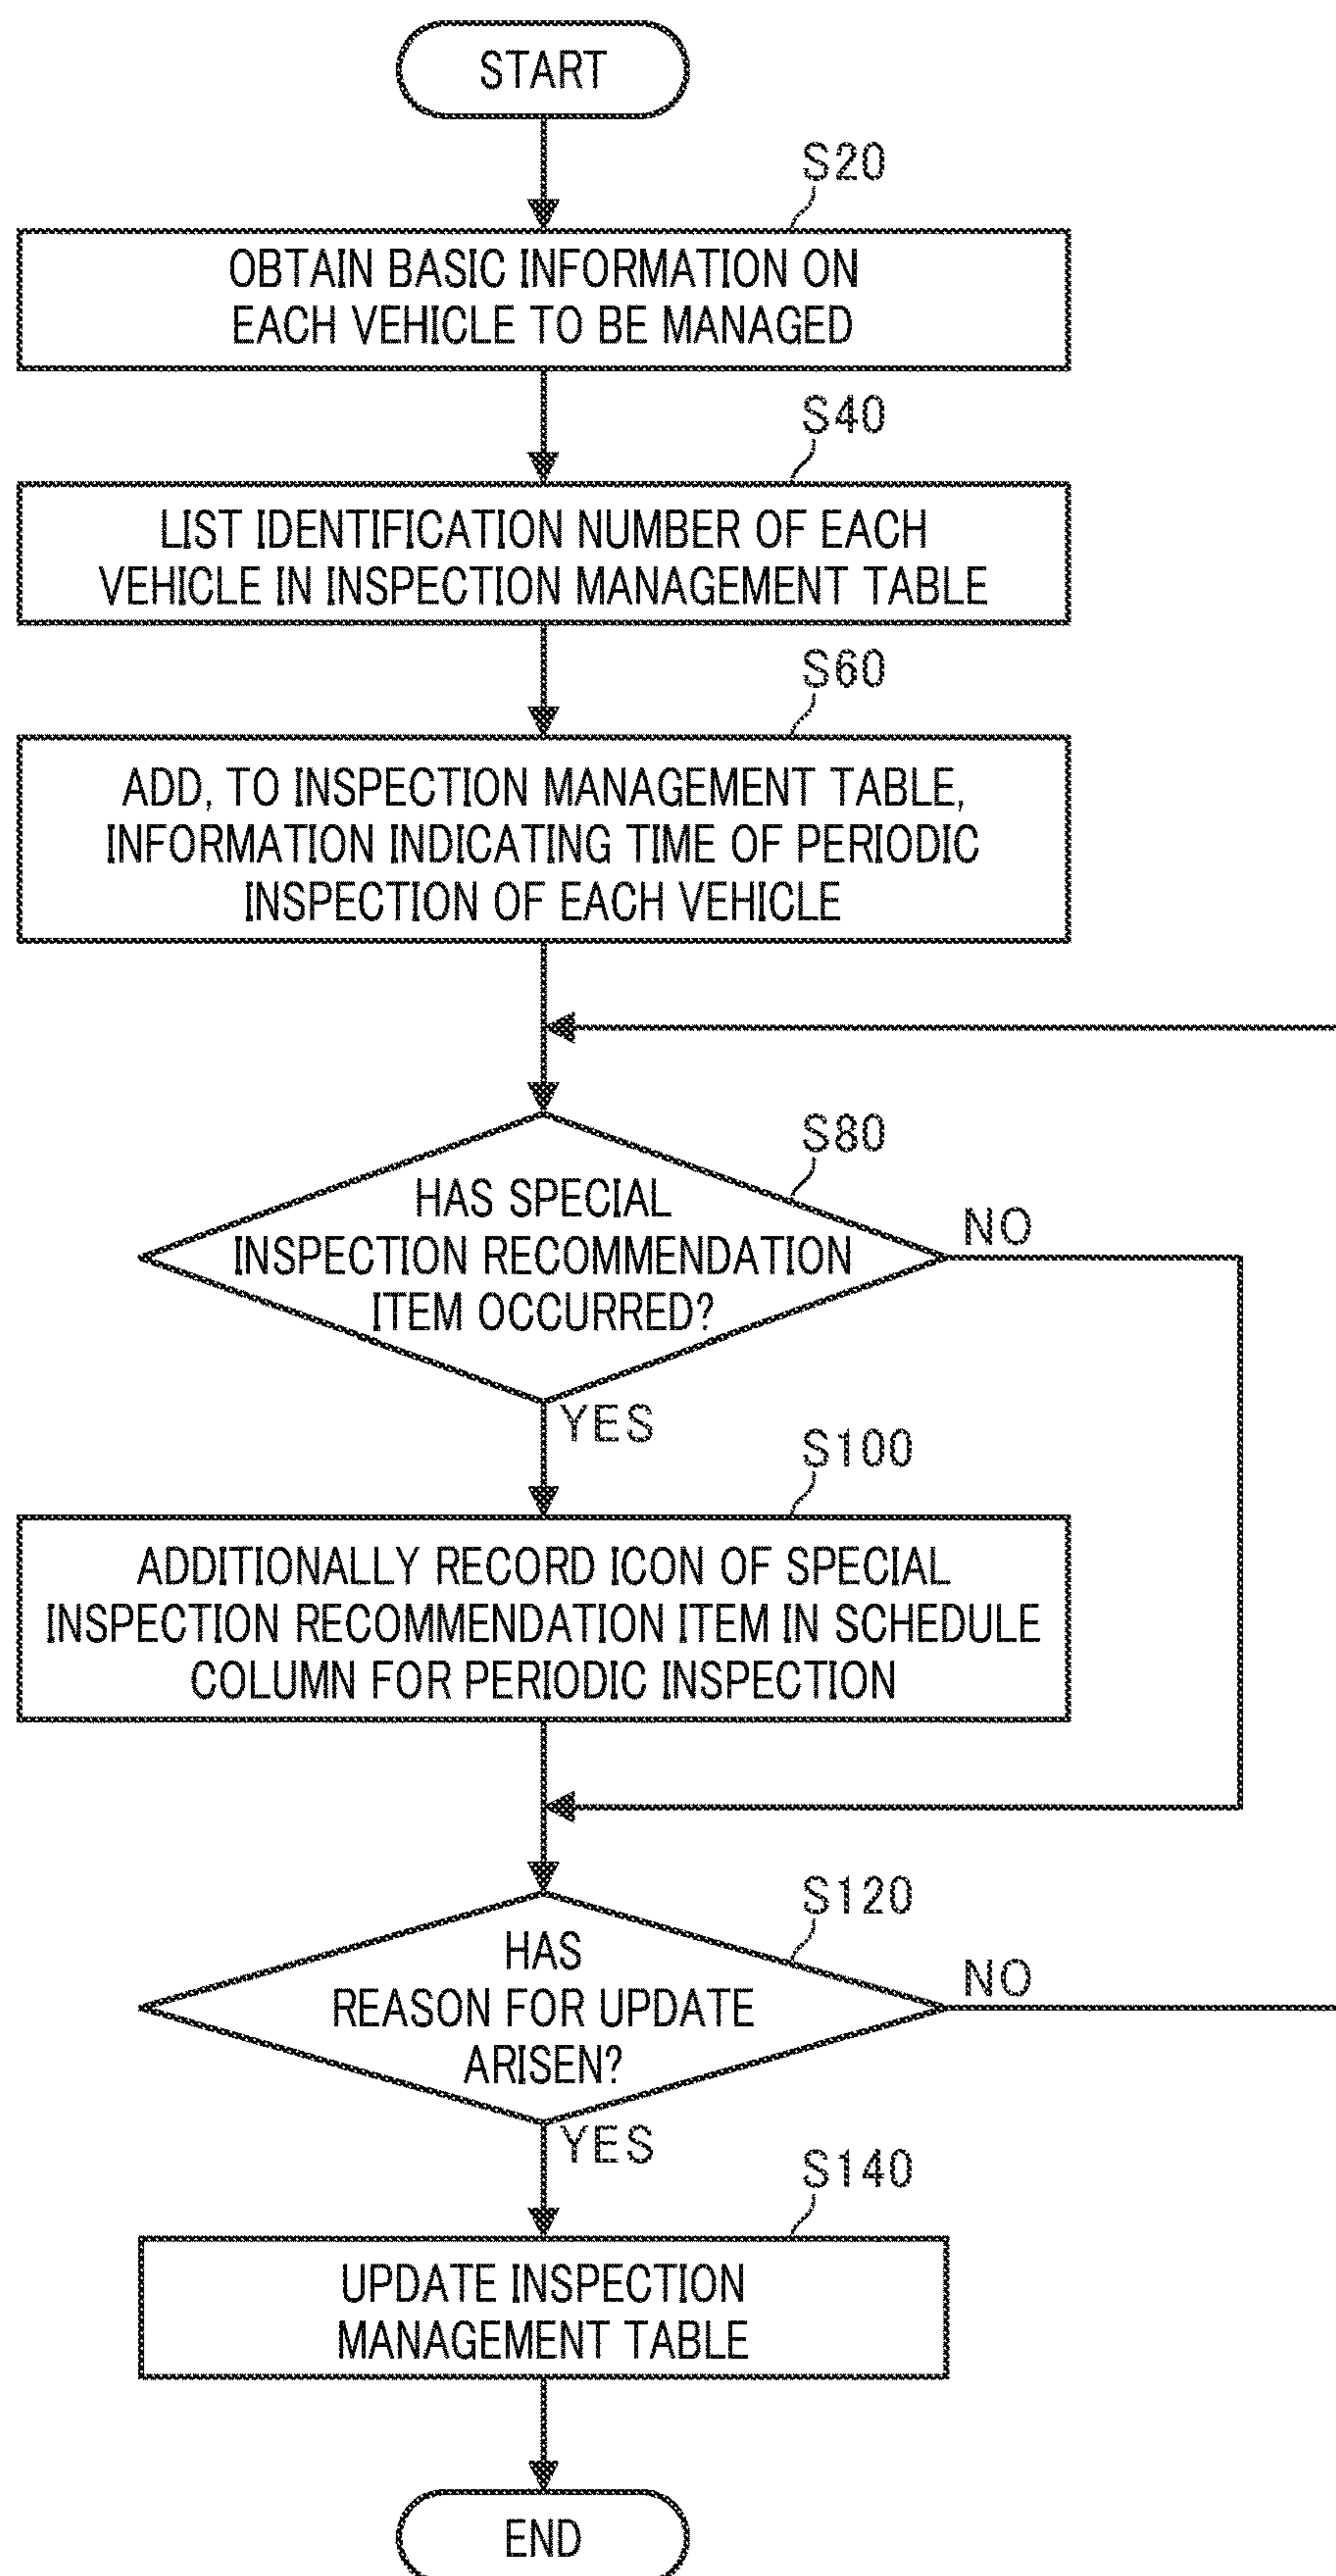 START
S20
OBTAIN BASIC INFORMATION ON
EACH VEHICLE TO BE MANAGED
S40
LIST IDENTIFICATION NUMBER OF EACH
VEHICLE IN INSPECTION MANAGEMENT TABLE
S60
ADD, TO INSPECTION MANAGEMENT TABLE,
INFORMATION INDICATING TIME OF PERIODIC
INSPECTION OF EACH VEHICLE
S80
HAS SPECIAL
INSPECTION RECOMMENDATION
ITEM OCCURRED?
NO
YES
S100
ADDITIONALLY RECORD ICON OF SPECIAL
INSPECTION RECOMMENDATION ITEM IN SCHEDULE
COLUMN FOR PERIODIC INSPECTION
S120
HAS
REASON FOR UPDATE
ARISEN?
NO
YES
S140
UPDATE INSPECTION
MANAGEMENT TABLE
END